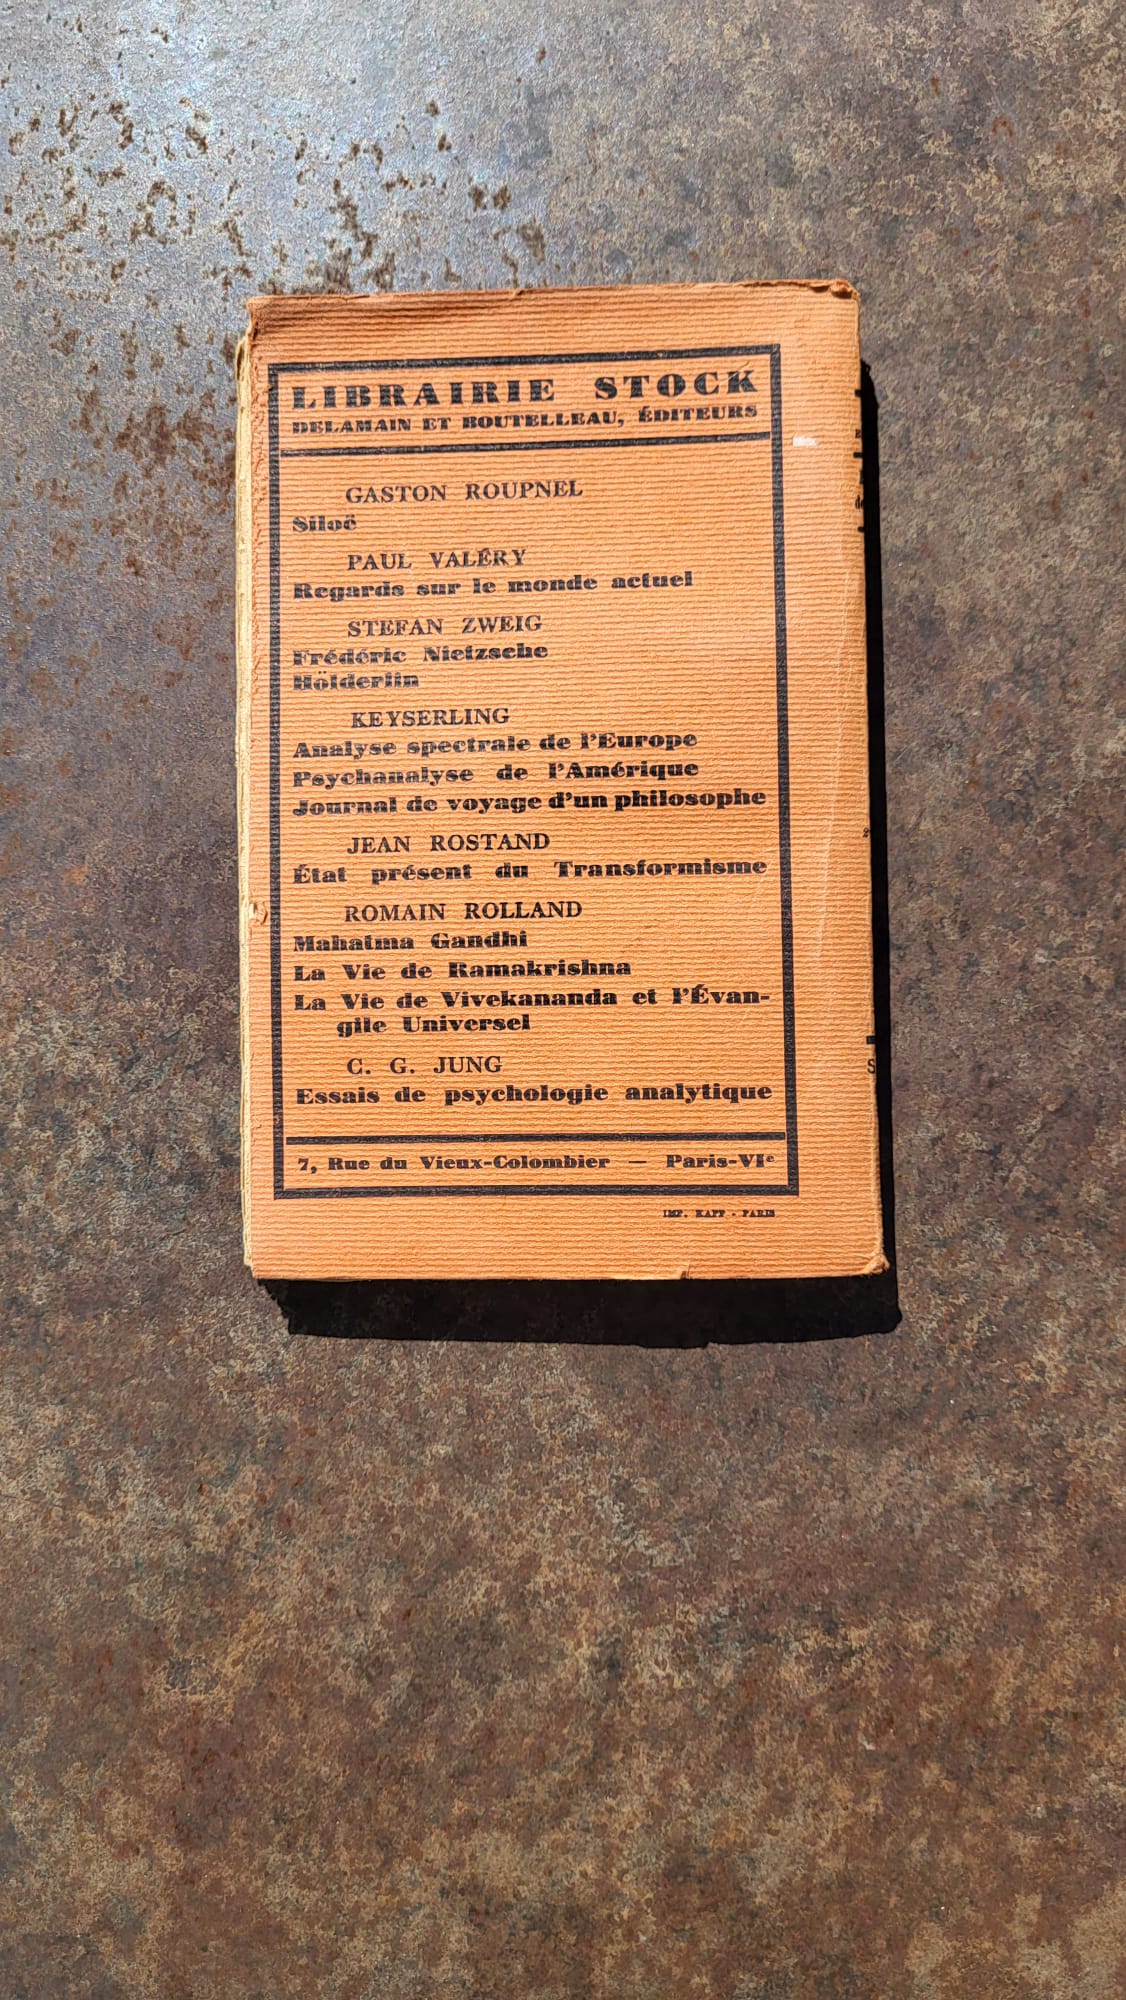 LIBRAIRIE STOCK
DELAMAIN ET BOUTELLEAU, ÉDITEURS
GASTON ROUPNEL
Siloë
PAUL VALÉRY
Regards sur le monde actuel
STEFAN ZWEIG
Frédéric Nietzsche
Hölderlin
KEYSERLING
Analyse spectrale de l'Europe
Psychanalyse de l'Amérique
Journal de voyage d'un philosophe
JEAN ROSTAND
État présent du Transformisme
ROMAIN ROLLAND
Mahatma Gandhi
La Vie de Ramakrishna
La Vie de Vivekananda et l'Évan-
gile Universel
C. G. JUNG
Essais de psychologie analytique
7, Rue du Vieux-Colombier — Paris-VIe
IMP. KAPP - PARIS